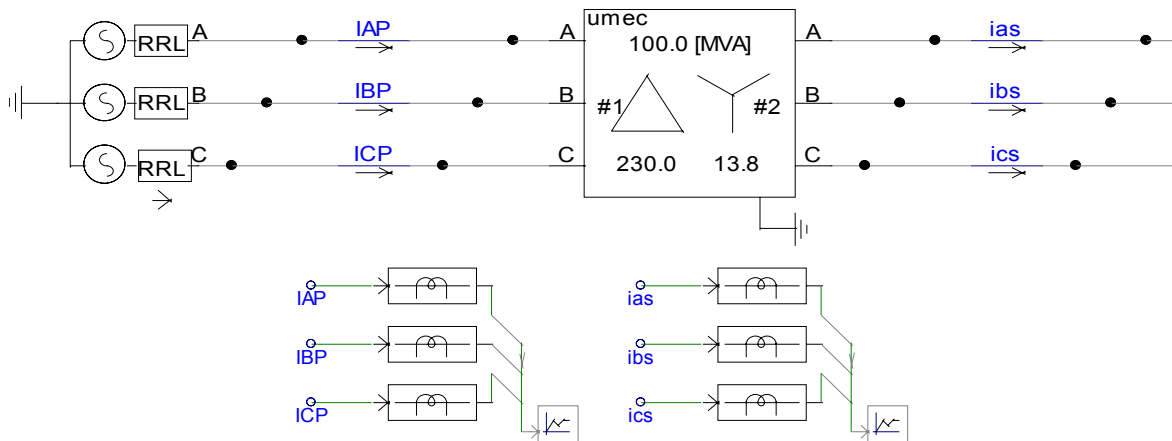 umec
A IAP A 100.0 [MVA] A ias
RRL
B IBP B #1 #2 B ibs
RRL
C ICP C 230.0 13.8 C ics
RRL
IAP ias
IBP ibs
ICP ics